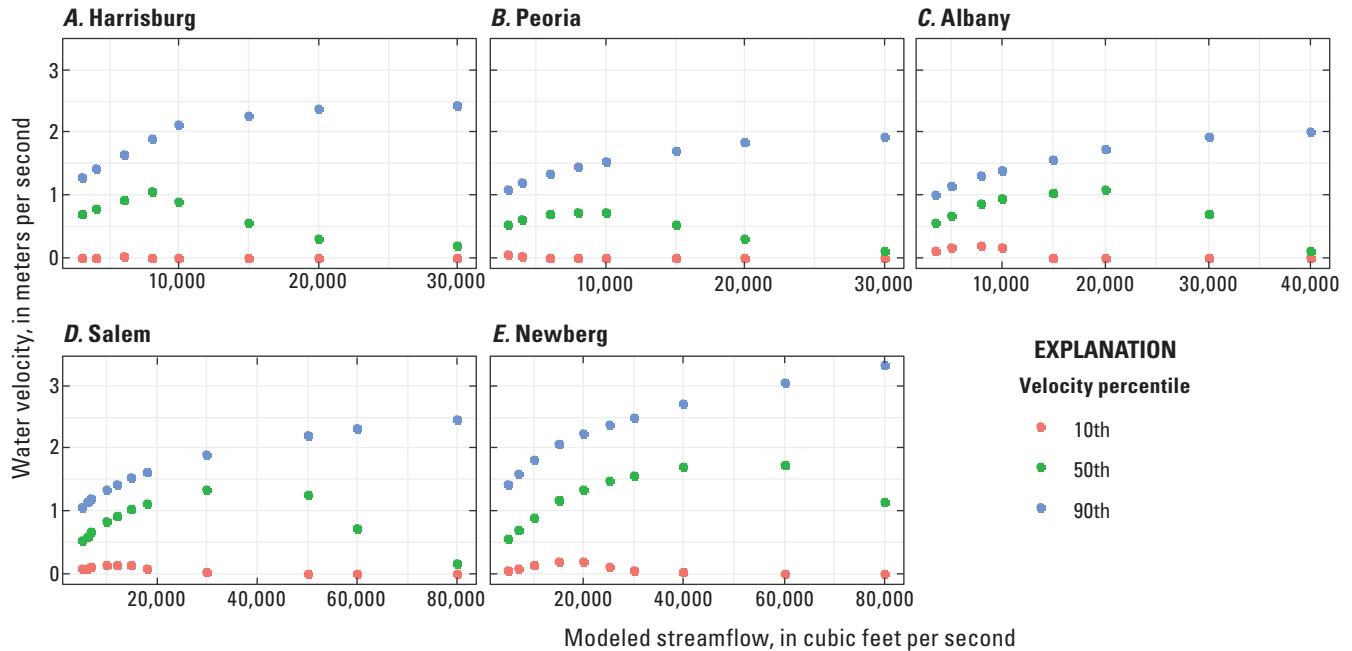 A. Harrisburg
B. Peoria
C. Albany
3
2
1
0
10,000 20,000 30,000
10,000 20,000 30,000
10,000 20,000 30,000 40,000
Water velocity, in meters per second
D. Salem
E. Newberg
3
2
1
0
20,000 40,000 60,000 80,000
20,000 40,000 60,000 80,000
Modeled streamflow, in cubic feet per second
EXPLANATION
Velocity percentile
10th
50th
90th